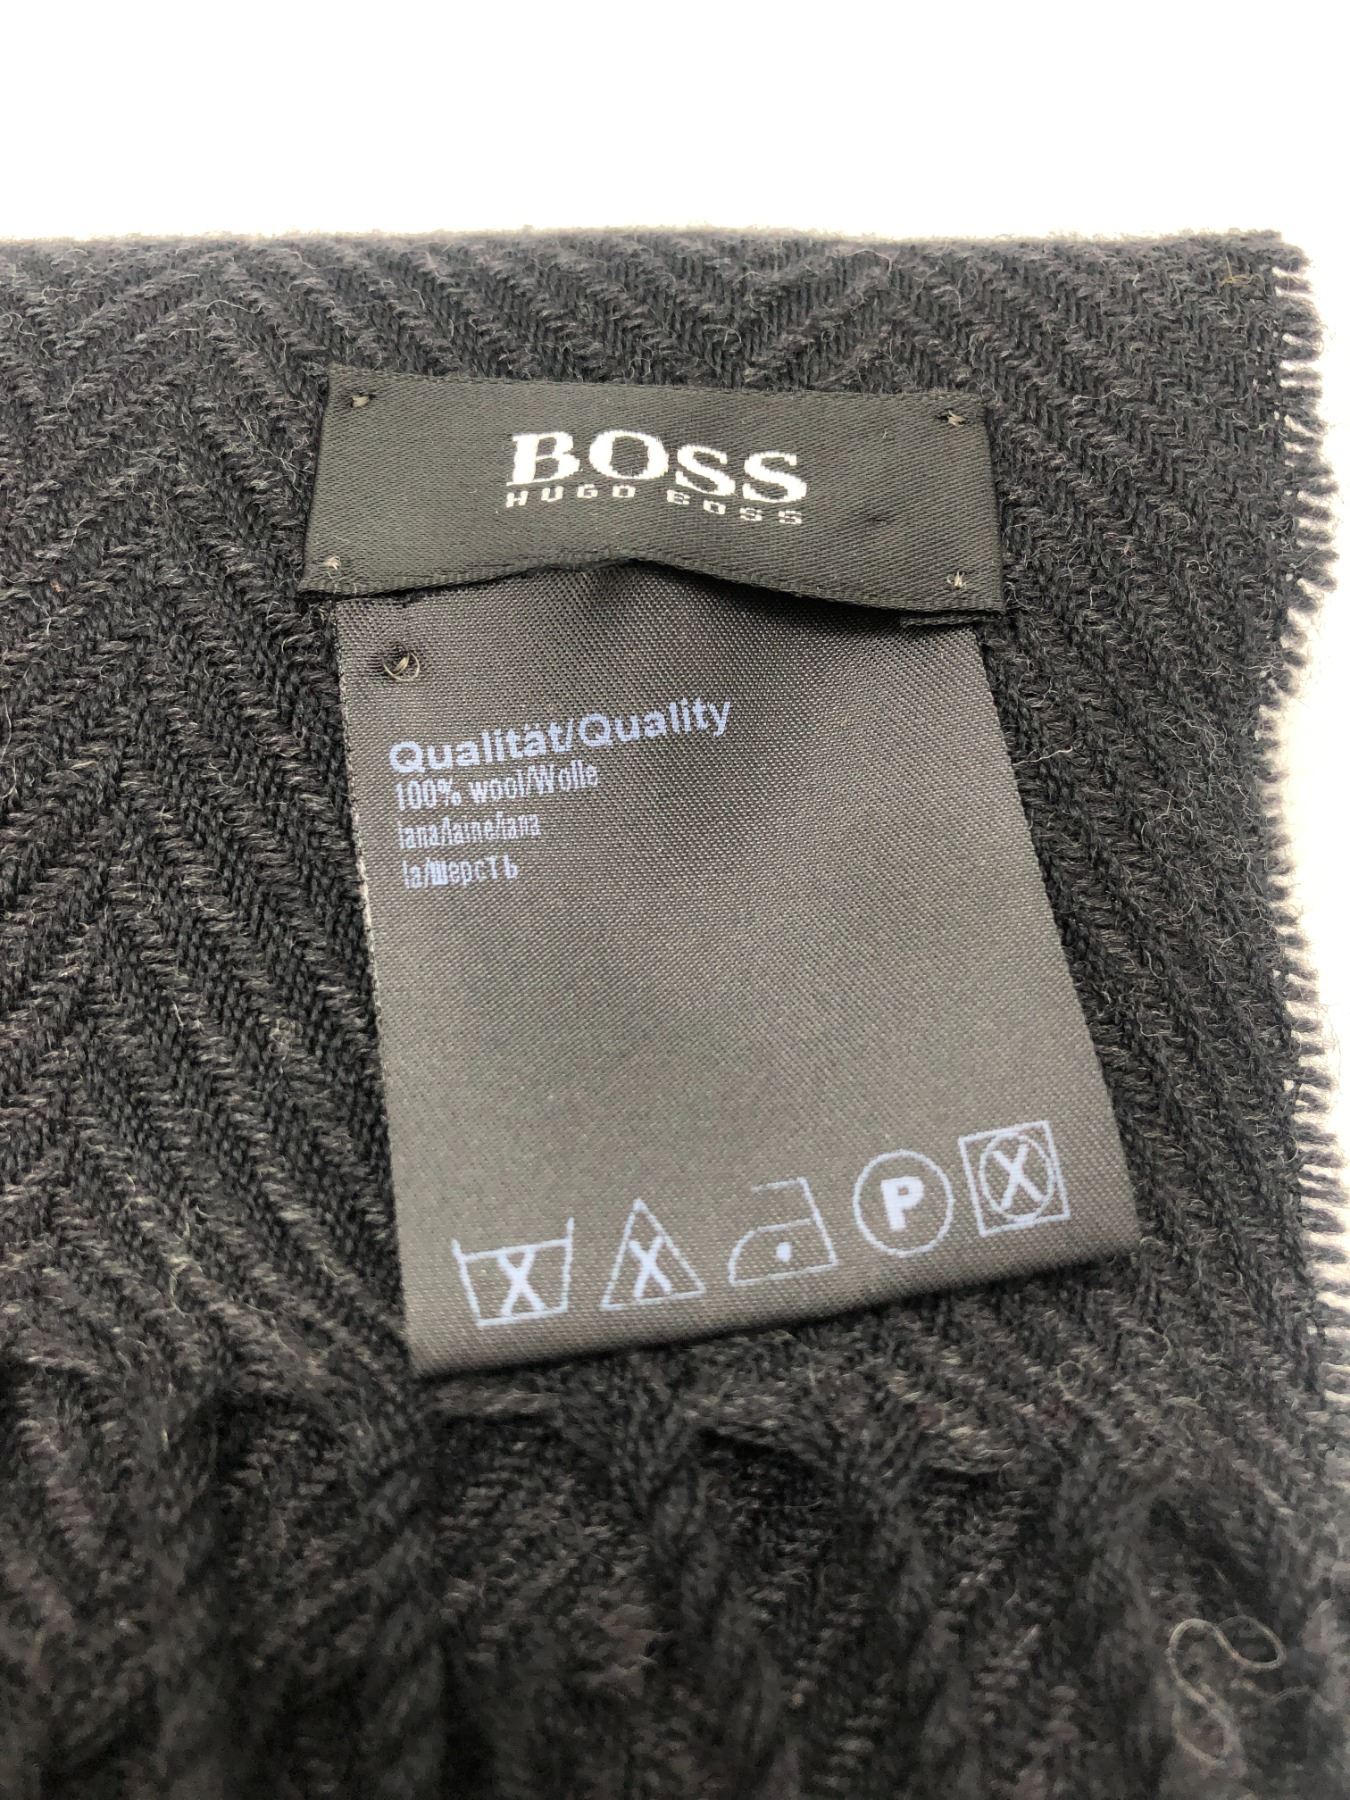 BOSS
HUGO BOSS
Qualität/Quality
100% wool/Wolle
lana/laine/lana
la/шерсть
P